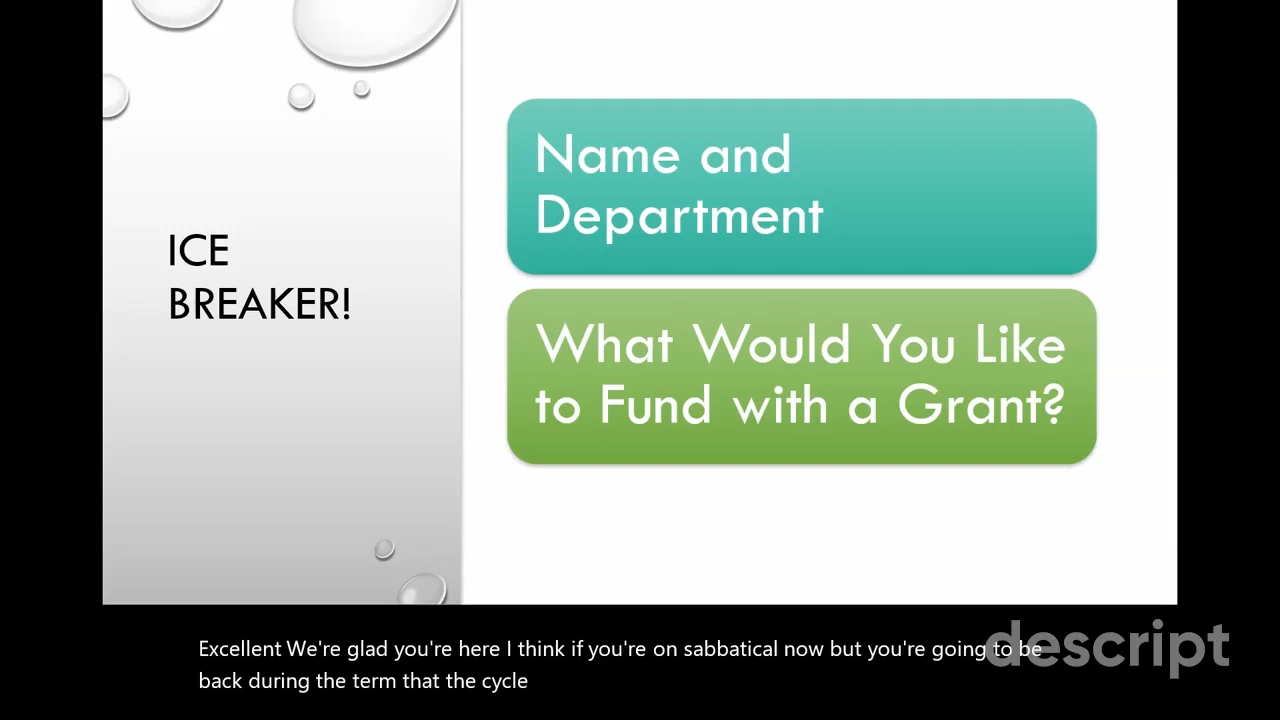 ICE
BREAKER!
Name and
Department
What Would You Like
to Fund with a Grant?
Excellent We're glad you're here I think if you're on sabbatical now but you're going to be
back during the term that the cycle
descript